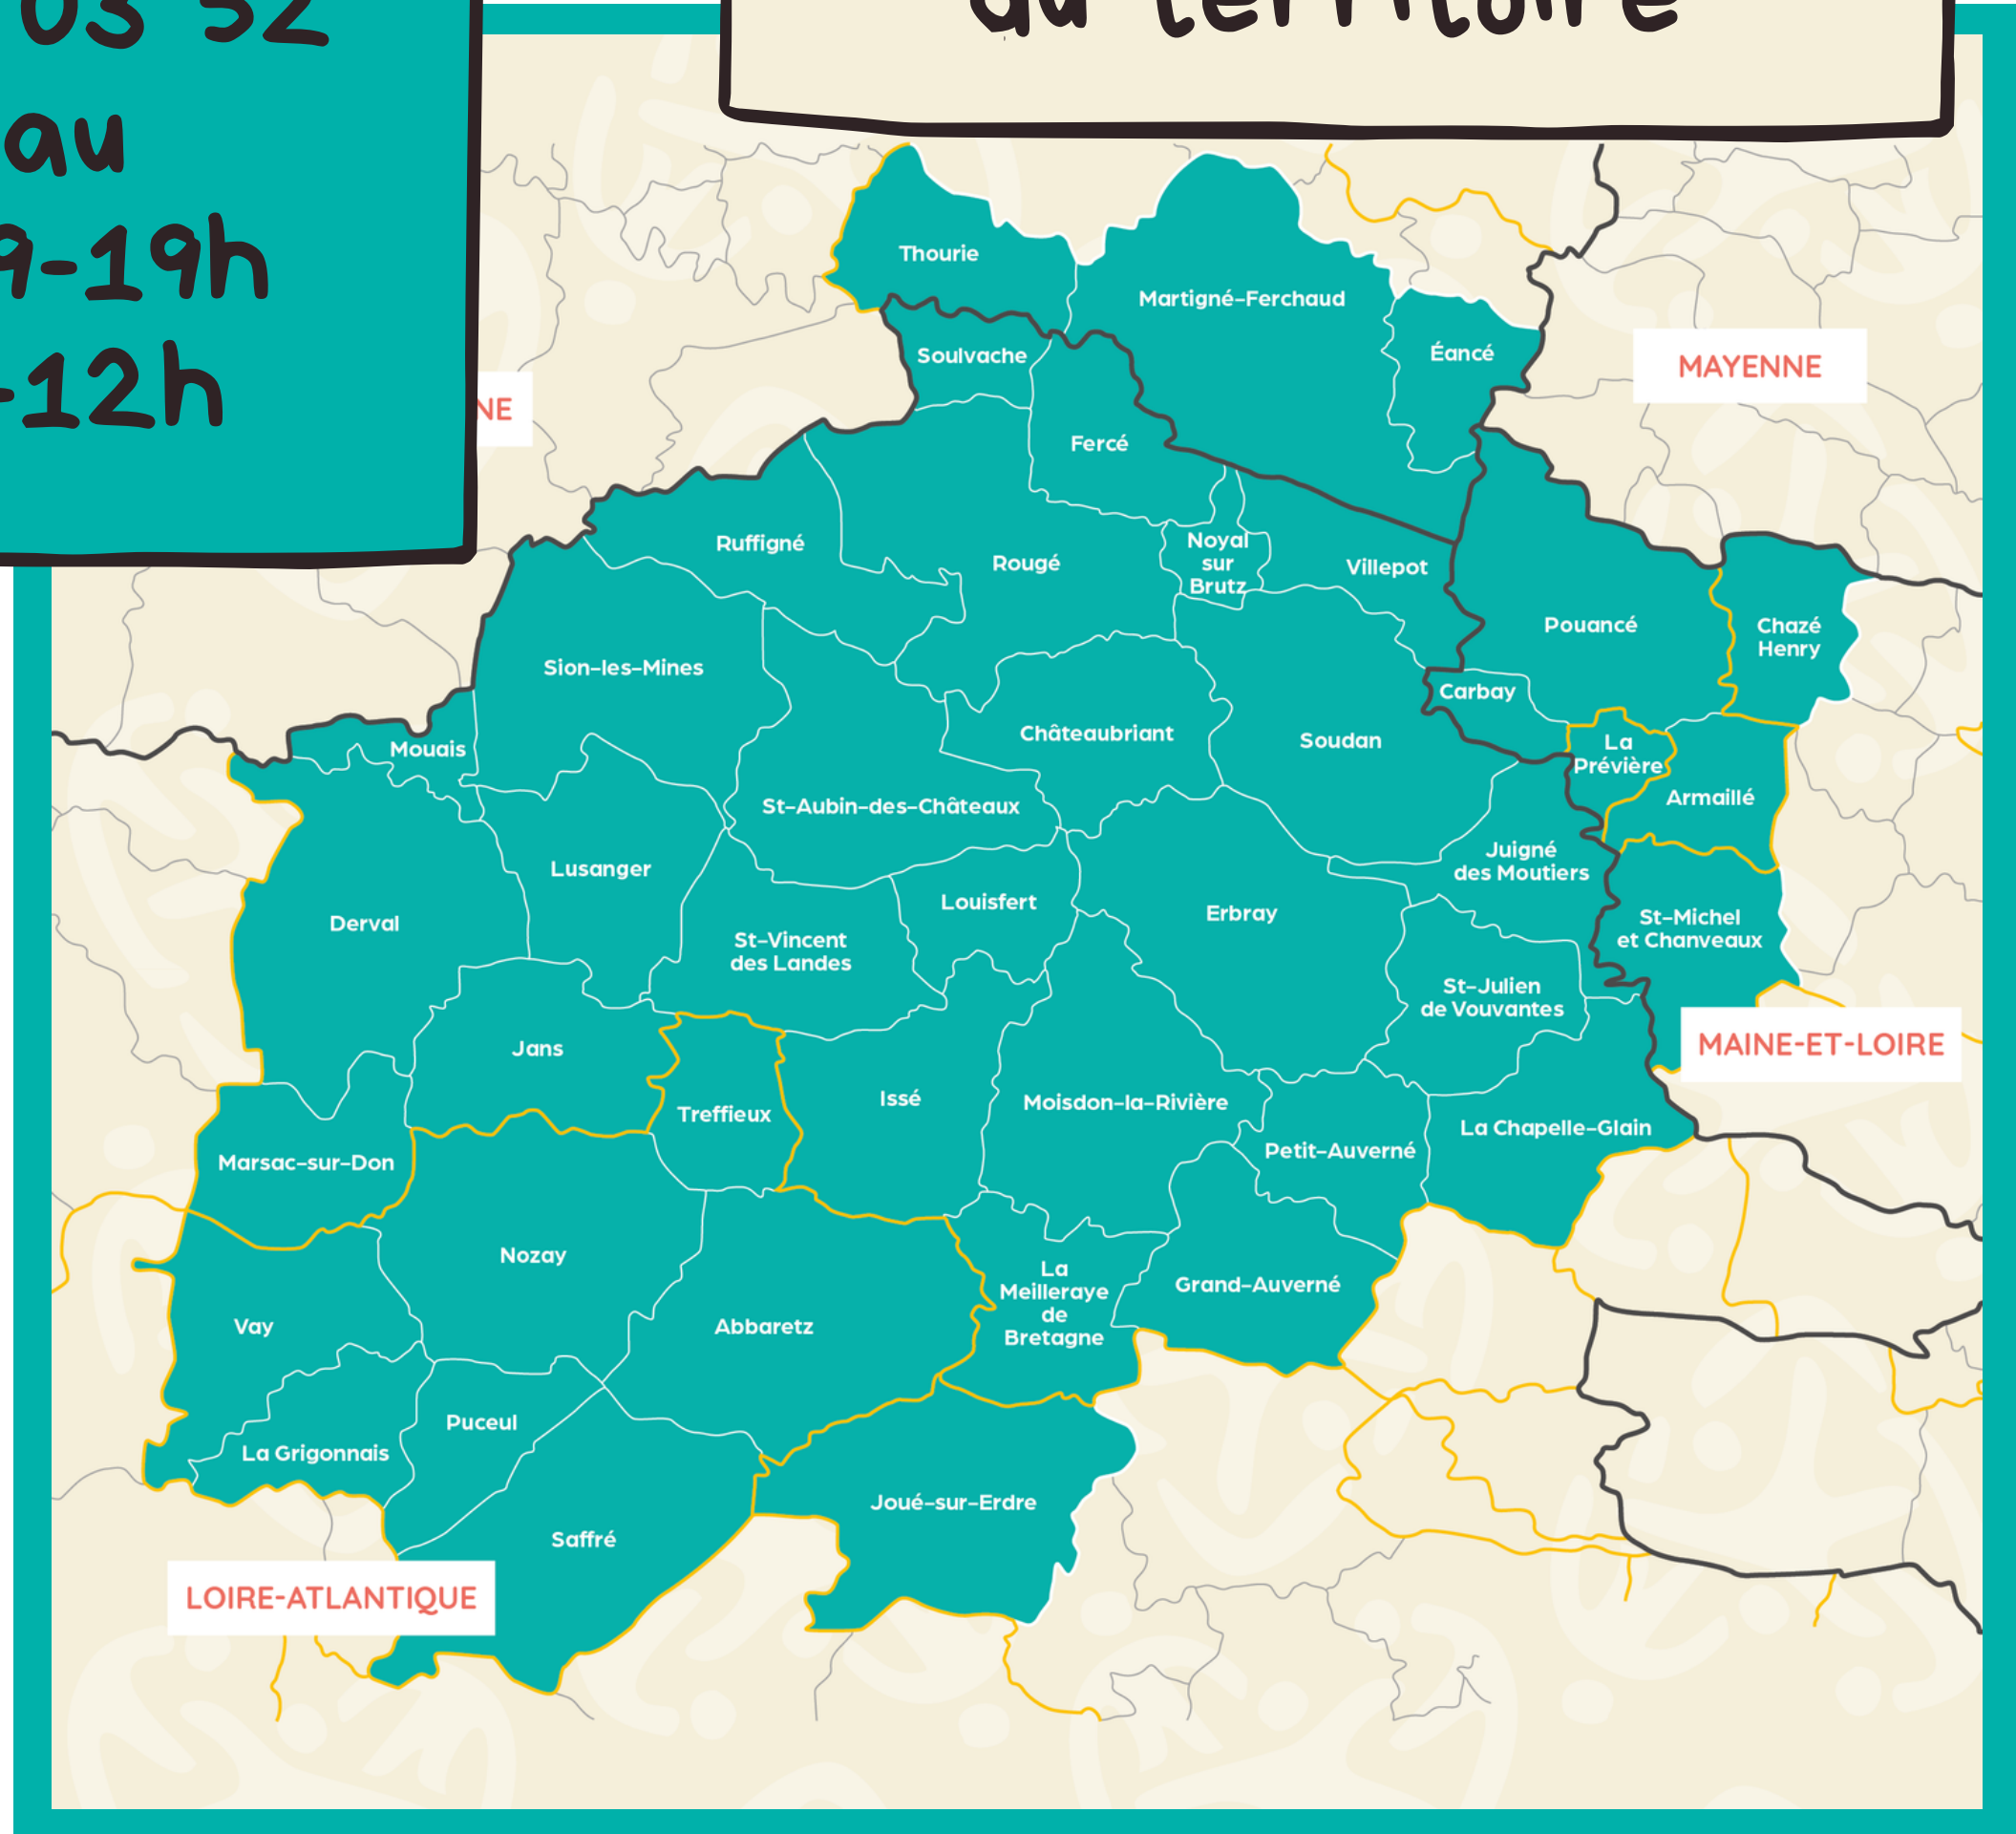 03 52
au
9-19h
-12h
du territoire
Thourie
Martigné-Ferchaud
Soulvache
Éancé
MAYENNE
NE
Fercé
Ruffigné
Rougé
Noyal
sur
Brutz
Villepot
Pouancé
Chazé
Henry
Sion-les-Mines
Carbay
Châteaubriant
Soudan
Mouais
La
Prévière
St-Aubin-des-Châteaux
Armaillé
Lusanger
Juigné
des Moutiers
Derval
Louisfert
Erbray
St-Michel
et Chanveaux
St-Vincent
des Landes
St-Julien
de Vouvantes
Jans
MAINE-ET-LOIRE
Treffieux
Issé
Moisdon-la-Rivière
La Chapelle-Glain
Marsac-sur-Don
Petit-Auverné
Nozay
La
Meilleraye
de
Bretagne
Grand-Auverné
Vay
Abbaretz
Puceul
La Grigonnais
Joué-sur-Erdre
Saffré
LOIRE-ATLANTIQUE